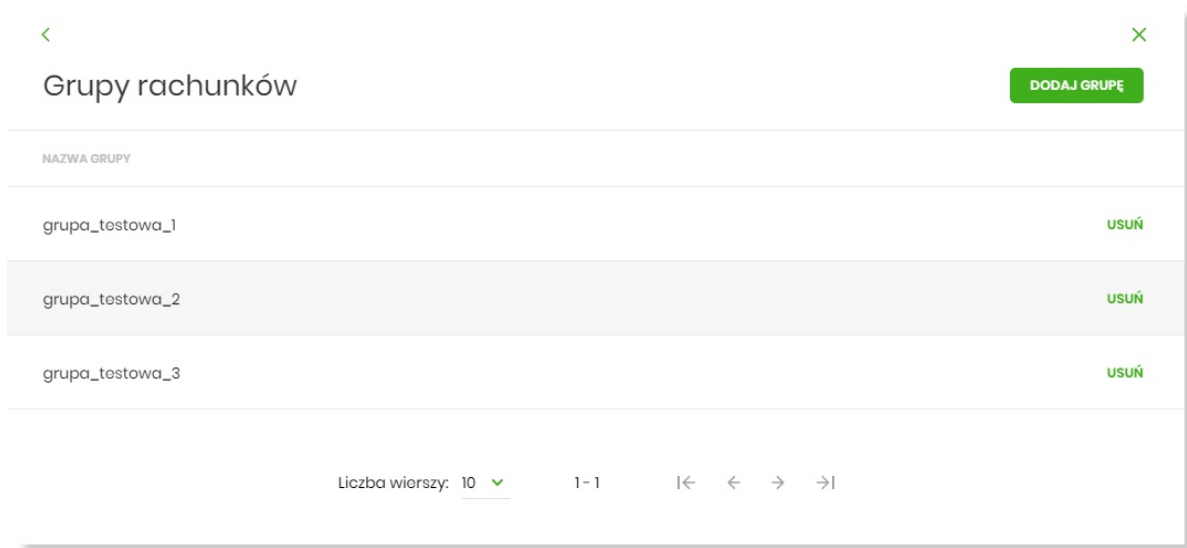 Grupy rachunków
DODAJ GRUPĘ
NAZWA GRUPY
grupa_testowa_1
USUŃ
grupa_testowa_2
USUŃ
grupa_testowa_3
USUŃ
Liczba wierszy: 10 1 - 1